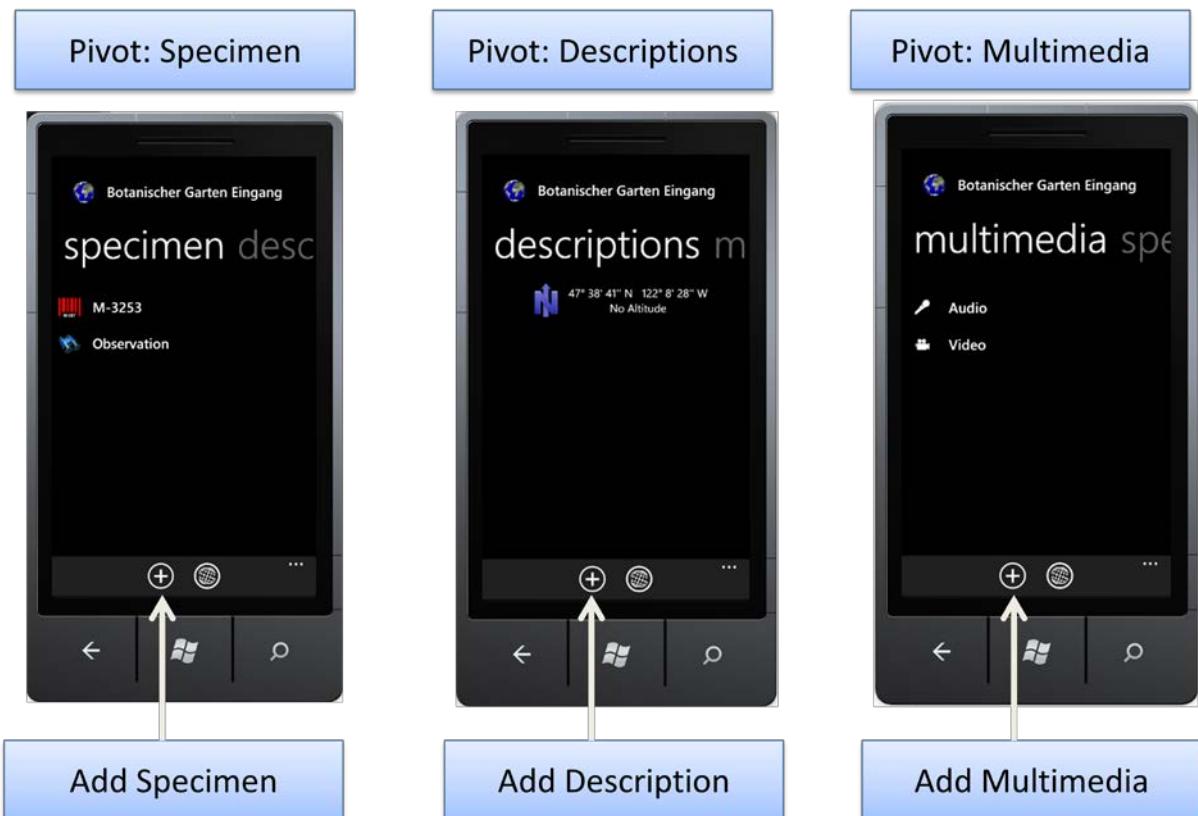 Pivot: Specimen
Pivot: Descriptions
Pivot: Multimedia
Botanischer Garten Eingang
specimen desc
M-3253
Observation
Botanischer Garten Eingang
descriptions m
47° 38' 41'' N 122° 8' 28'' W
No Altitude
Botanischer Garten Eingang
multimedia spe
Audio
Video
Add Specimen
Add Description
Add Multimedia